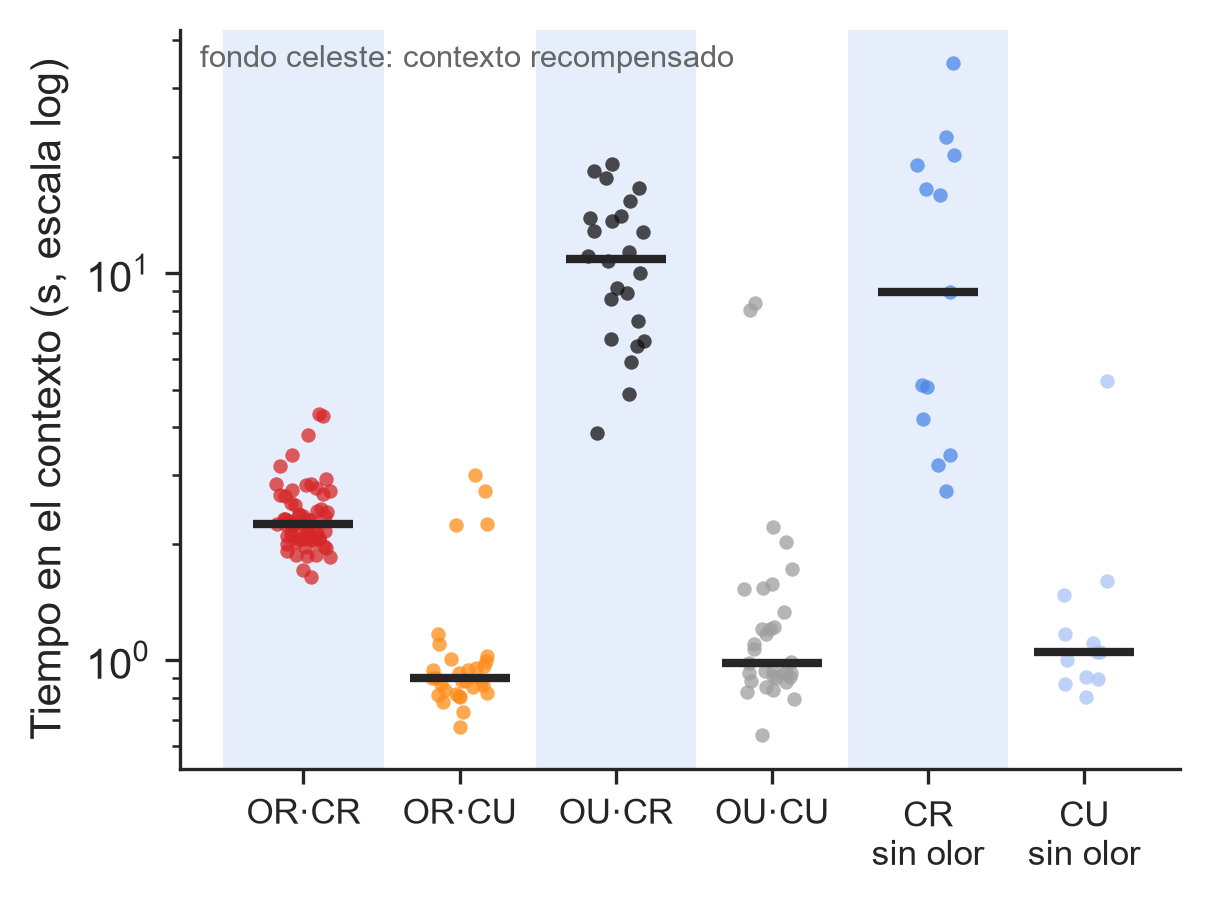 fondo celeste: contexto recompensado
Tiempo en el contexto (s, escala log)
10¹
10⁰
OR·CR
OR·CU
OU·CR
OU·CU
CR
sin olor
CU
sin olor